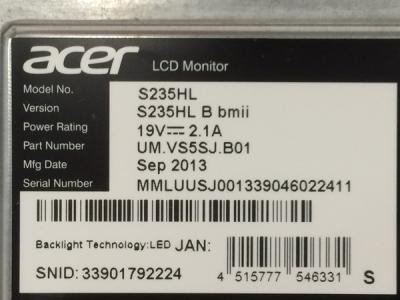 acer LCD Monitor
Model No. S235HL
Version S235HL B bmii
Power Rating 19V⎓ 2.1A
Part Number UM.VS5SJ.B01
Mfg Date Sep 2013
Serial Number MMLUUSJ001339046022411
Backlight Technology:LED JAN:
SNID: 33901792224 4 515777 546331 S